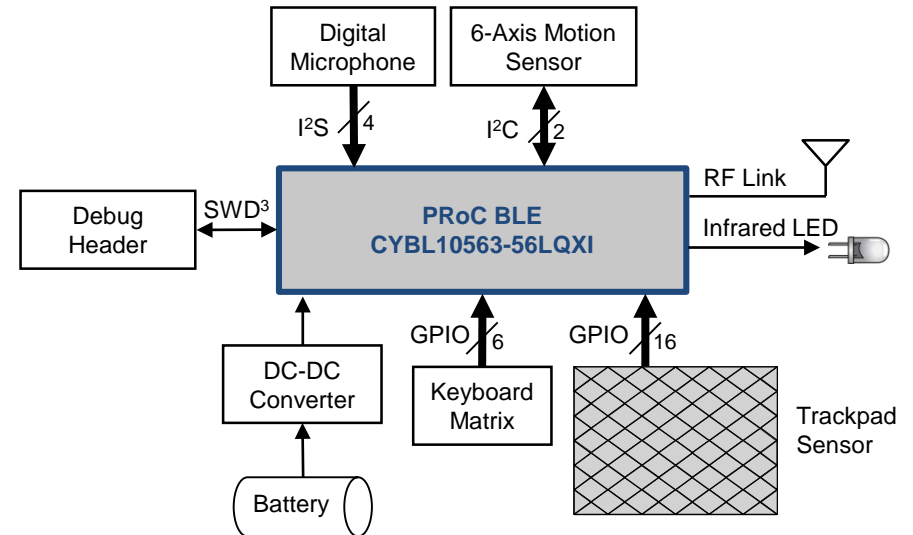 Digital
Microphone
6-Axis Motion
Sensor
I²S
4
I²C
2
RF Link
Debug
Header
SWD³
PRoC BLE
CYBL10563-56LQXI
Infrared LED
GPIO
6
GPIO
16
DC-DC
Converter
Keyboard
Matrix
Trackpad
Sensor
Battery